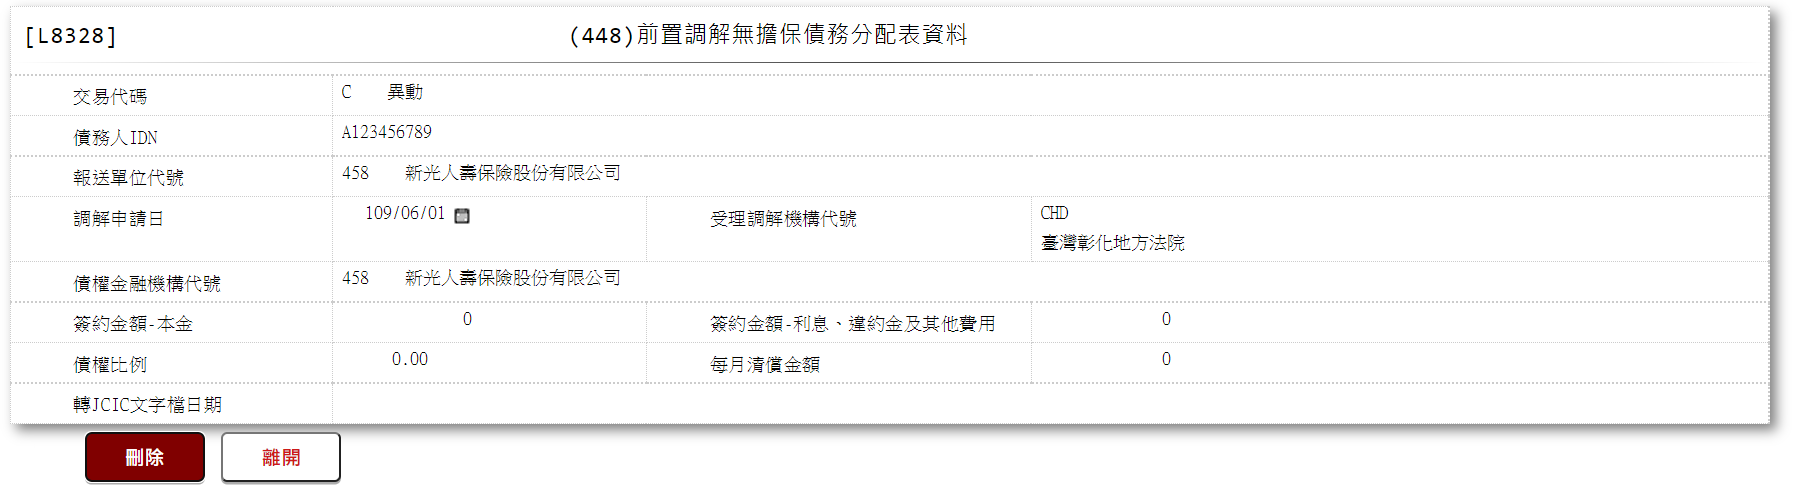 [L8328] (448)前置調解無擔保債務分配表資料
交易代碼 C 異動
債務人IDN A123456789
報送單位代號 458 新光人壽保險股份有限公司
調解申請日 109/06/01 受理調解機構代號 CHD
臺灣彰化地方法院
債權金融機構代號 458 新光人壽保險股份有限公司
簽約金額-本金 0 簽約金額-利息、違約金及其他費用 0
債權比例 0.00 每月清償金額 0
轉JCIC文字檔日期
刪除 離開